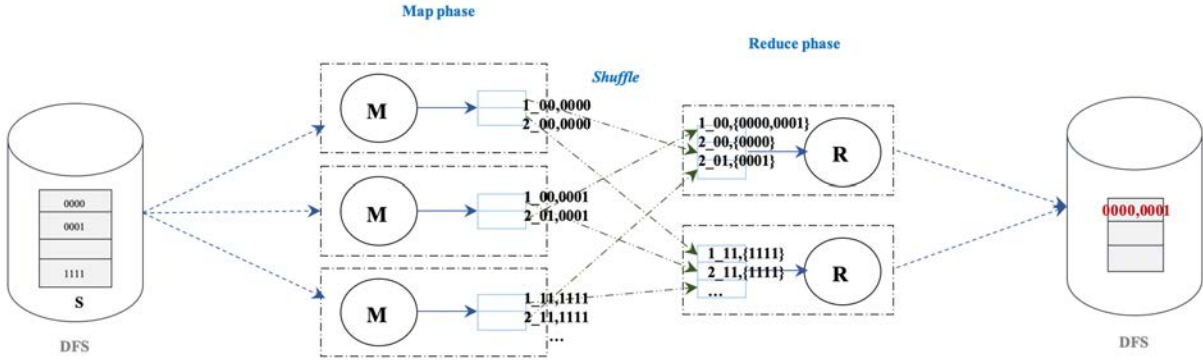 Map phase
Reduce phase
Shuffle
0000
0001
1111
S
DFS
M
1_00,0000
2_00,0000
M
1_00,0001
2_01,0001
M
1_11,1111
2_11,1111
...
1_00,{0000,0001}
2_00,{0000}
2_01,{0001}
R
1_11,{1111}
2_11,{1111}
...
R
0000,0001
DFS